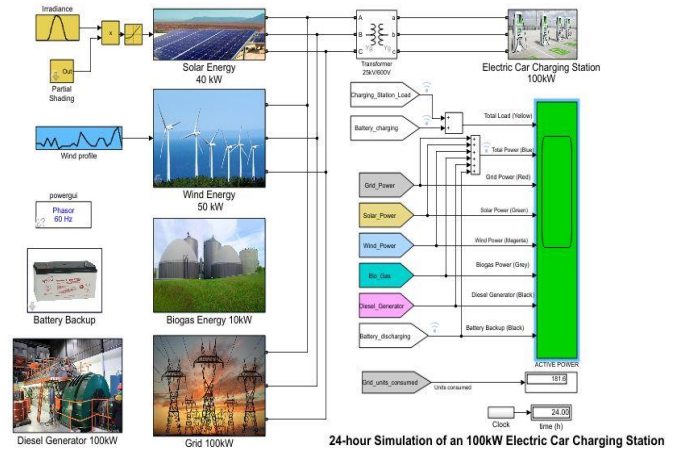 Irradiance
x
Out
Partial
Shading
Solar Energy
40 kW
A
B
C
a
b
c
Yg
Yg
Transformer
25kV/600V
Electric Car Charging Station
100kW
Wind profile
Wind Energy
50 kW
powergui
Phasor
60 Hz
Battery Backup
Biogas Energy 10kW
Diesel Generator 100kW
Grid 100kW
Charging_Station_Load
Battery_charging
Grid_Power
Solar_Power
Wind_Power
Bio_Gas
Diesel_Generator
Battery_discharging
Total Load (Yellow)
Total Power (Blue
Grid Power (Red)
Solar Power (Green)
Wind Power (Magenta)
Biogas Power (Grey)
Diesel Generator (Black)
Battery Backup (Black)
ACTIVE POWER
Grid_units_consumed
Units consumed
181.6
Clock
24.00
time (h)
24-hour Simulation of an 100kW Electric Car Charging Station